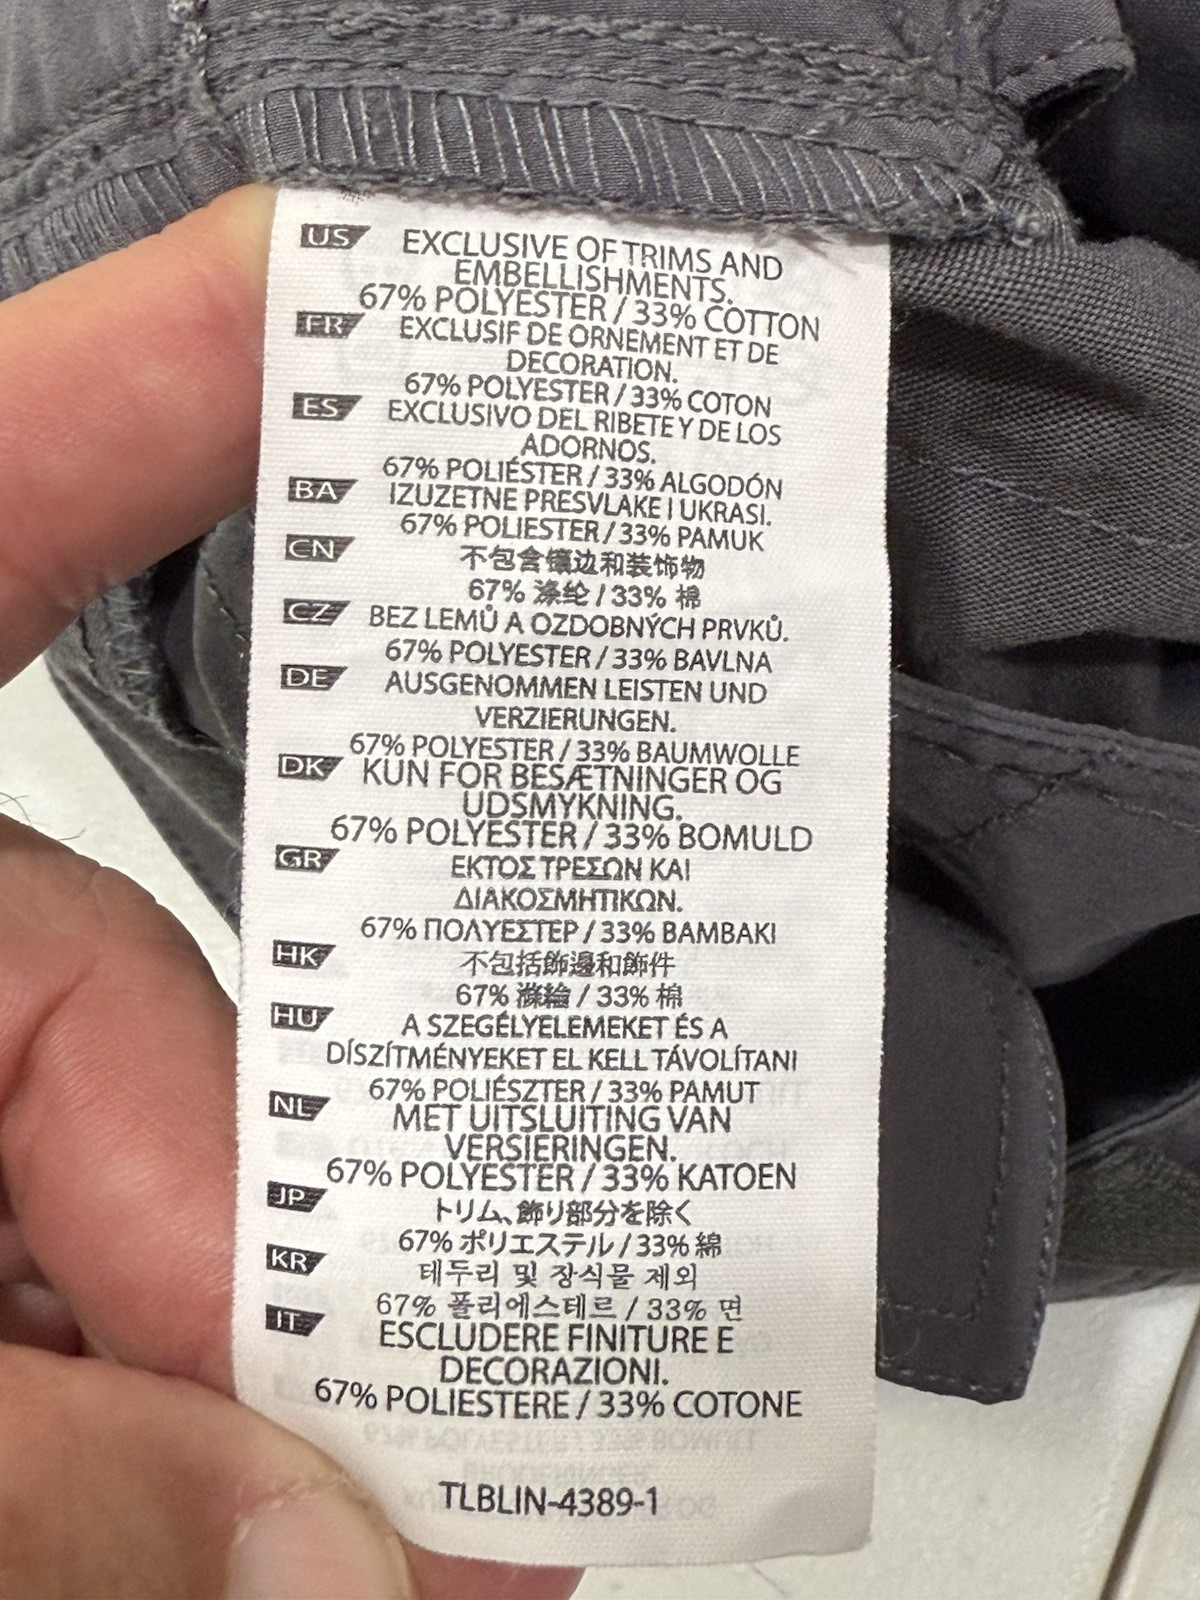 US EXCLUSIVE OF TRIMS AND
EMBELLISHMENTS.
67% POLYESTER / 33% COTTON
FR EXCLUSIF DE ORNEMENT ET DE
DECORATION.
67% POLYESTER / 33% COTON
ES EXCLUSIVO DEL RIBETE Y DE LOS
ADORNOS.
67% POLIÉSTER / 33% ALGODÓN
BA IZUZETNE PRESVLAKE I UKRASI.
67% POLIESTER / 33% PAMUK
CN 不包含镶边和装饰物
67% 涤纶 / 33% 棉
CZ BEZ LEMŮ A OZDOBNÝCH PRVKŮ.
67% POLYESTER / 33% BAVLNA
DE AUSGENOMMEN LEISTEN UND
VERZIERUNGEN.
67% POLYESTER / 33% BAUMWOLLE
DK KUN FOR BESÆTNINGER OG
UDSMYKNING.
67% POLYESTER / 33% BOMULD
GR ΕΚΤΟΣ ΤΡΕΣΩΝ ΚΑΙ
ΔΙΑΚΟΣΜΗΤΙΚΩΝ.
67% ΠΟΛΥΕΣΤΕΡ / 33% ΒΑΜΒΑΚΙ
HK 不包括飾邊和飾件
67% 滌綸 / 33% 棉
HU A SZEGÉLYELEMEKET ÉS A
DÍSZÍTMÉNYEKET EL KELL TÁVOLÍTANI
67% POLIÉSZTER / 33% PAMUT
NL MET UITSLUITING VAN
VERSIERINGEN.
67% POLYESTER / 33% KATOEN
JP トリム、飾り部分を除く
67% ポリエステル / 33% 綿
KR 테두리 및 장식물 제외
67% 폴리에스테르 / 33% 면
IT ESCLUDERE FINITURE E
DECORAZIONI.
67% POLIESTERE / 33% COTONE
TLBLIN-4389-1